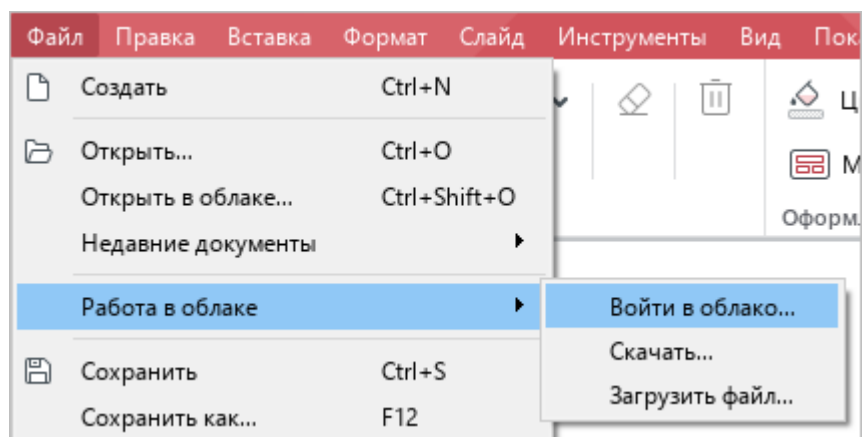 Файл Правка Вставка Формат Слайд Инструменты Вид
Создать Ctrl+N
Открыть... Ctrl+O
Открыть в облаке... Ctrl+Shift+O
Недавние документы
Работа в облаке
Войти в облако...
Скачать...
Загрузить файл...
Сохранить Ctrl+S
Сохранить как... F12